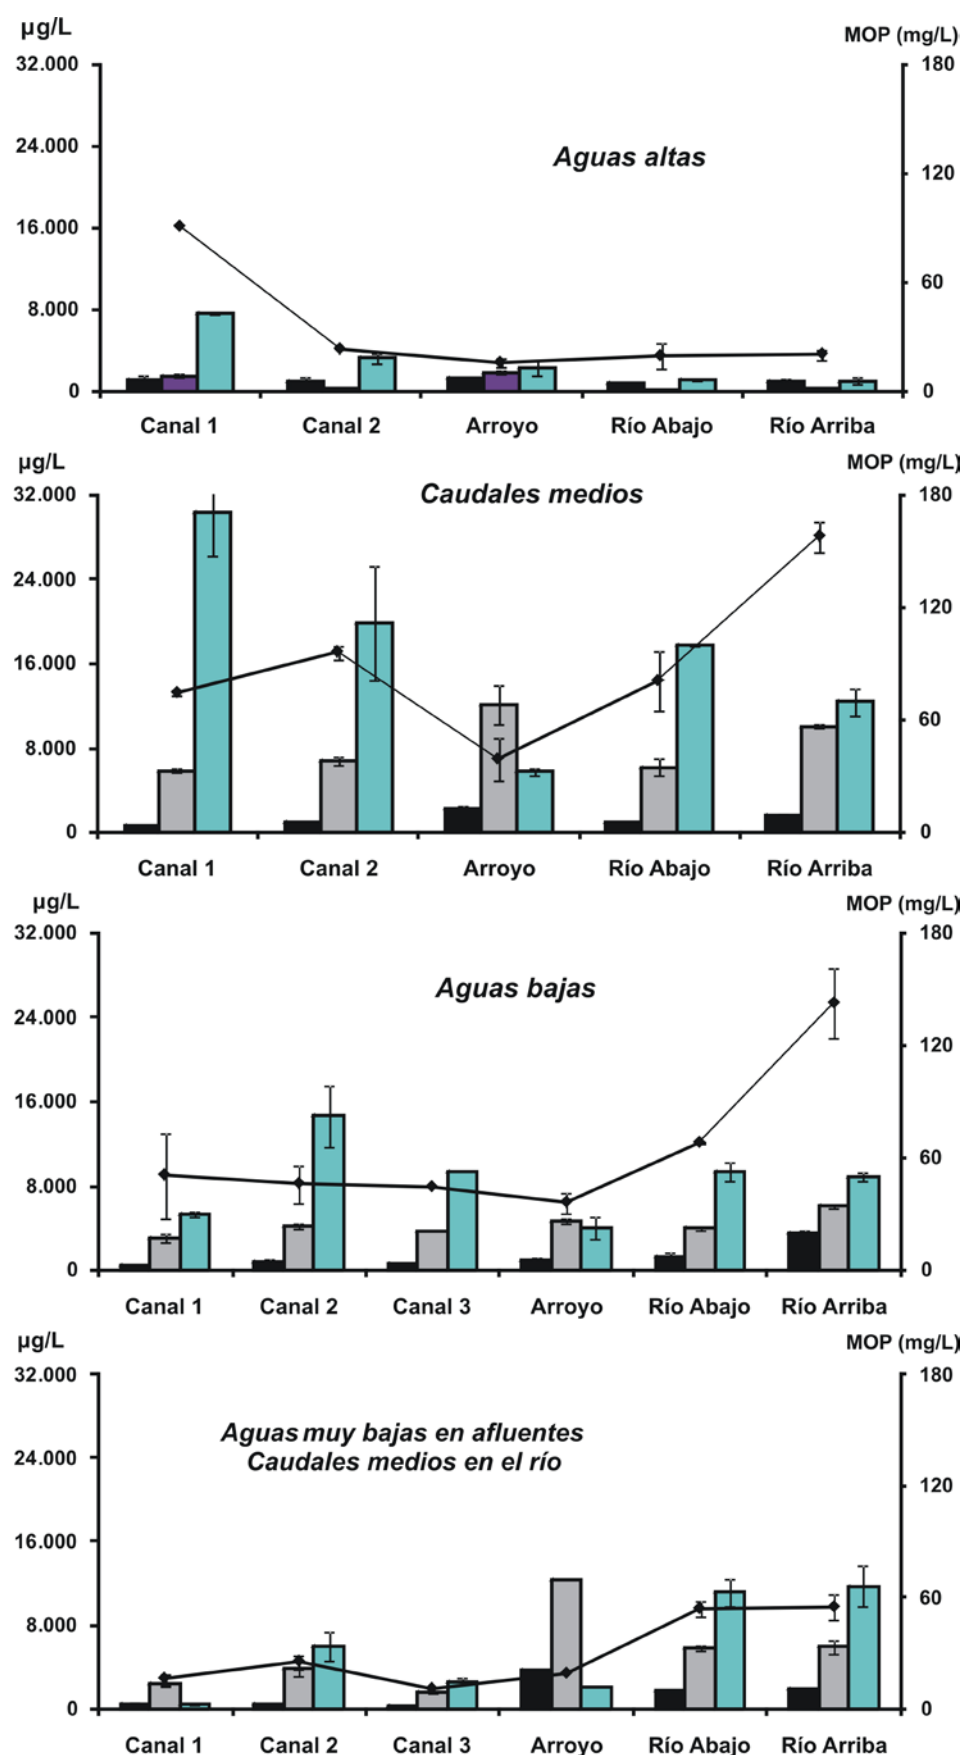 µg/L MOP (mg/L)
32.000 180
24.000 Aguas altas 120
16.000
8.000 60
0 0
Canal 1 Canal 2 Arroyo Río Abajo Río Arriba
µg/L MOP (mg/L)
32.000 Caudales medios 180
24.000 120
16.000
8.000 60
0 0
Canal 1 Canal 2 Arroyo Río Abajo Río Arriba
µg/L MOP (mg/L)
32.000 180
Aguas bajas
24.000 120
16.000
8.000 60
0 0
Canal 1 Canal 2 Canal 3 Arroyo Río Abajo Río Arriba
µg/L MOP (mg/L)
32.000 180
Aguas muy bajas en afluentes
24.000 Caudales medios en el río 120
16.000
8.000 60
0 0
Canal 1 Canal 2 Canal 3 Arroyo Río Abajo Río Arriba